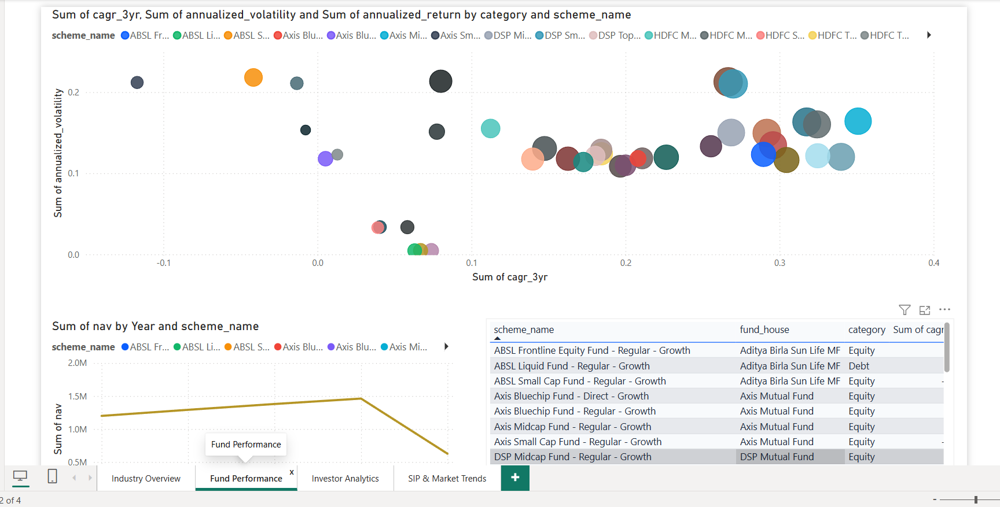 Sum of cagr_3yr, Sum of annualized_volatility and Sum of annualized_return by category and scheme_name
scheme_name ABSL Fr... ABSL Li... ABSL S... Axis Blu... Axis Blu... Axis Mi... Axis Sm... DSP Mi... DSP Sm... DSP Top... HDFC M... HDFC M... HDFC S... HDFC T... HDFC T...
Sum of annualized_volatility
0.2
0.1
0.0
-0.1 0.0 0.1 0.2 0.3 0.4
Sum of cagr_3yr
Sum of nav by Year and scheme_name
scheme_name ABSL Fr... ABSL Li... ABSL S... Axis Blu... Axis Blu... Axis Mi...
Sum of nav
2.0M
1.5M
1.0M
0.5M
Fund Performance
scheme_name fund_house category Sum of cagr
ABSL Frontline Equity Fund - Regular - Growth Aditya Birla Sun Life MF Equity
ABSL Liquid Fund - Regular - Growth Aditya Birla Sun Life MF Debt
ABSL Small Cap Fund - Regular - Growth Aditya Birla Sun Life MF Equity -
Axis Bluechip Fund - Direct - Growth Axis Mutual Fund Equity
Axis Bluechip Fund - Regular - Growth Axis Mutual Fund Equity
Axis Midcap Fund - Regular - Growth Axis Mutual Fund Equity
Axis Small Cap Fund - Regular - Growth Axis Mutual Fund Equity -
DSP Midcap Fund - Regular - Growth DSP Mutual Fund Equity
Industry Overview Fund Performance x Investor Analytics SIP & Market Trends +
2 of 4 -